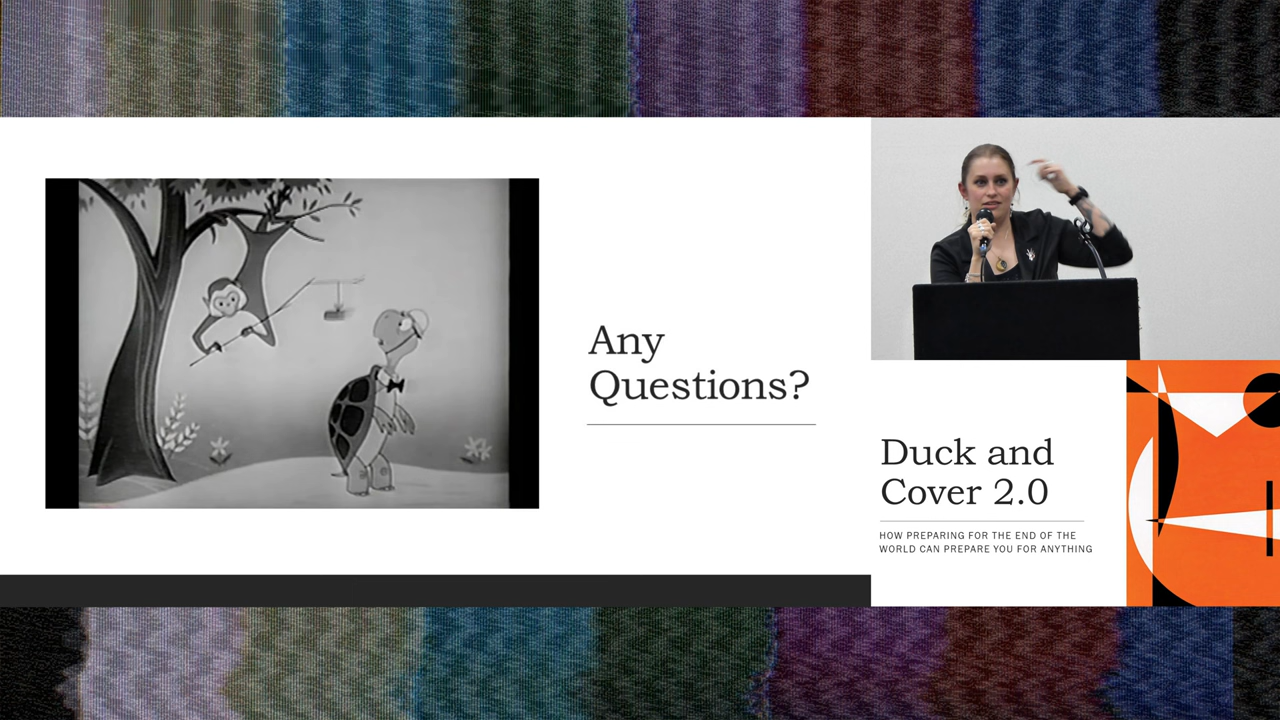 Any
Questions?
Duck and
Cover 2.0
HOW PREPARING FOR THE END OF THE
WORLD CAN PREPARE YOU FOR ANYTHING